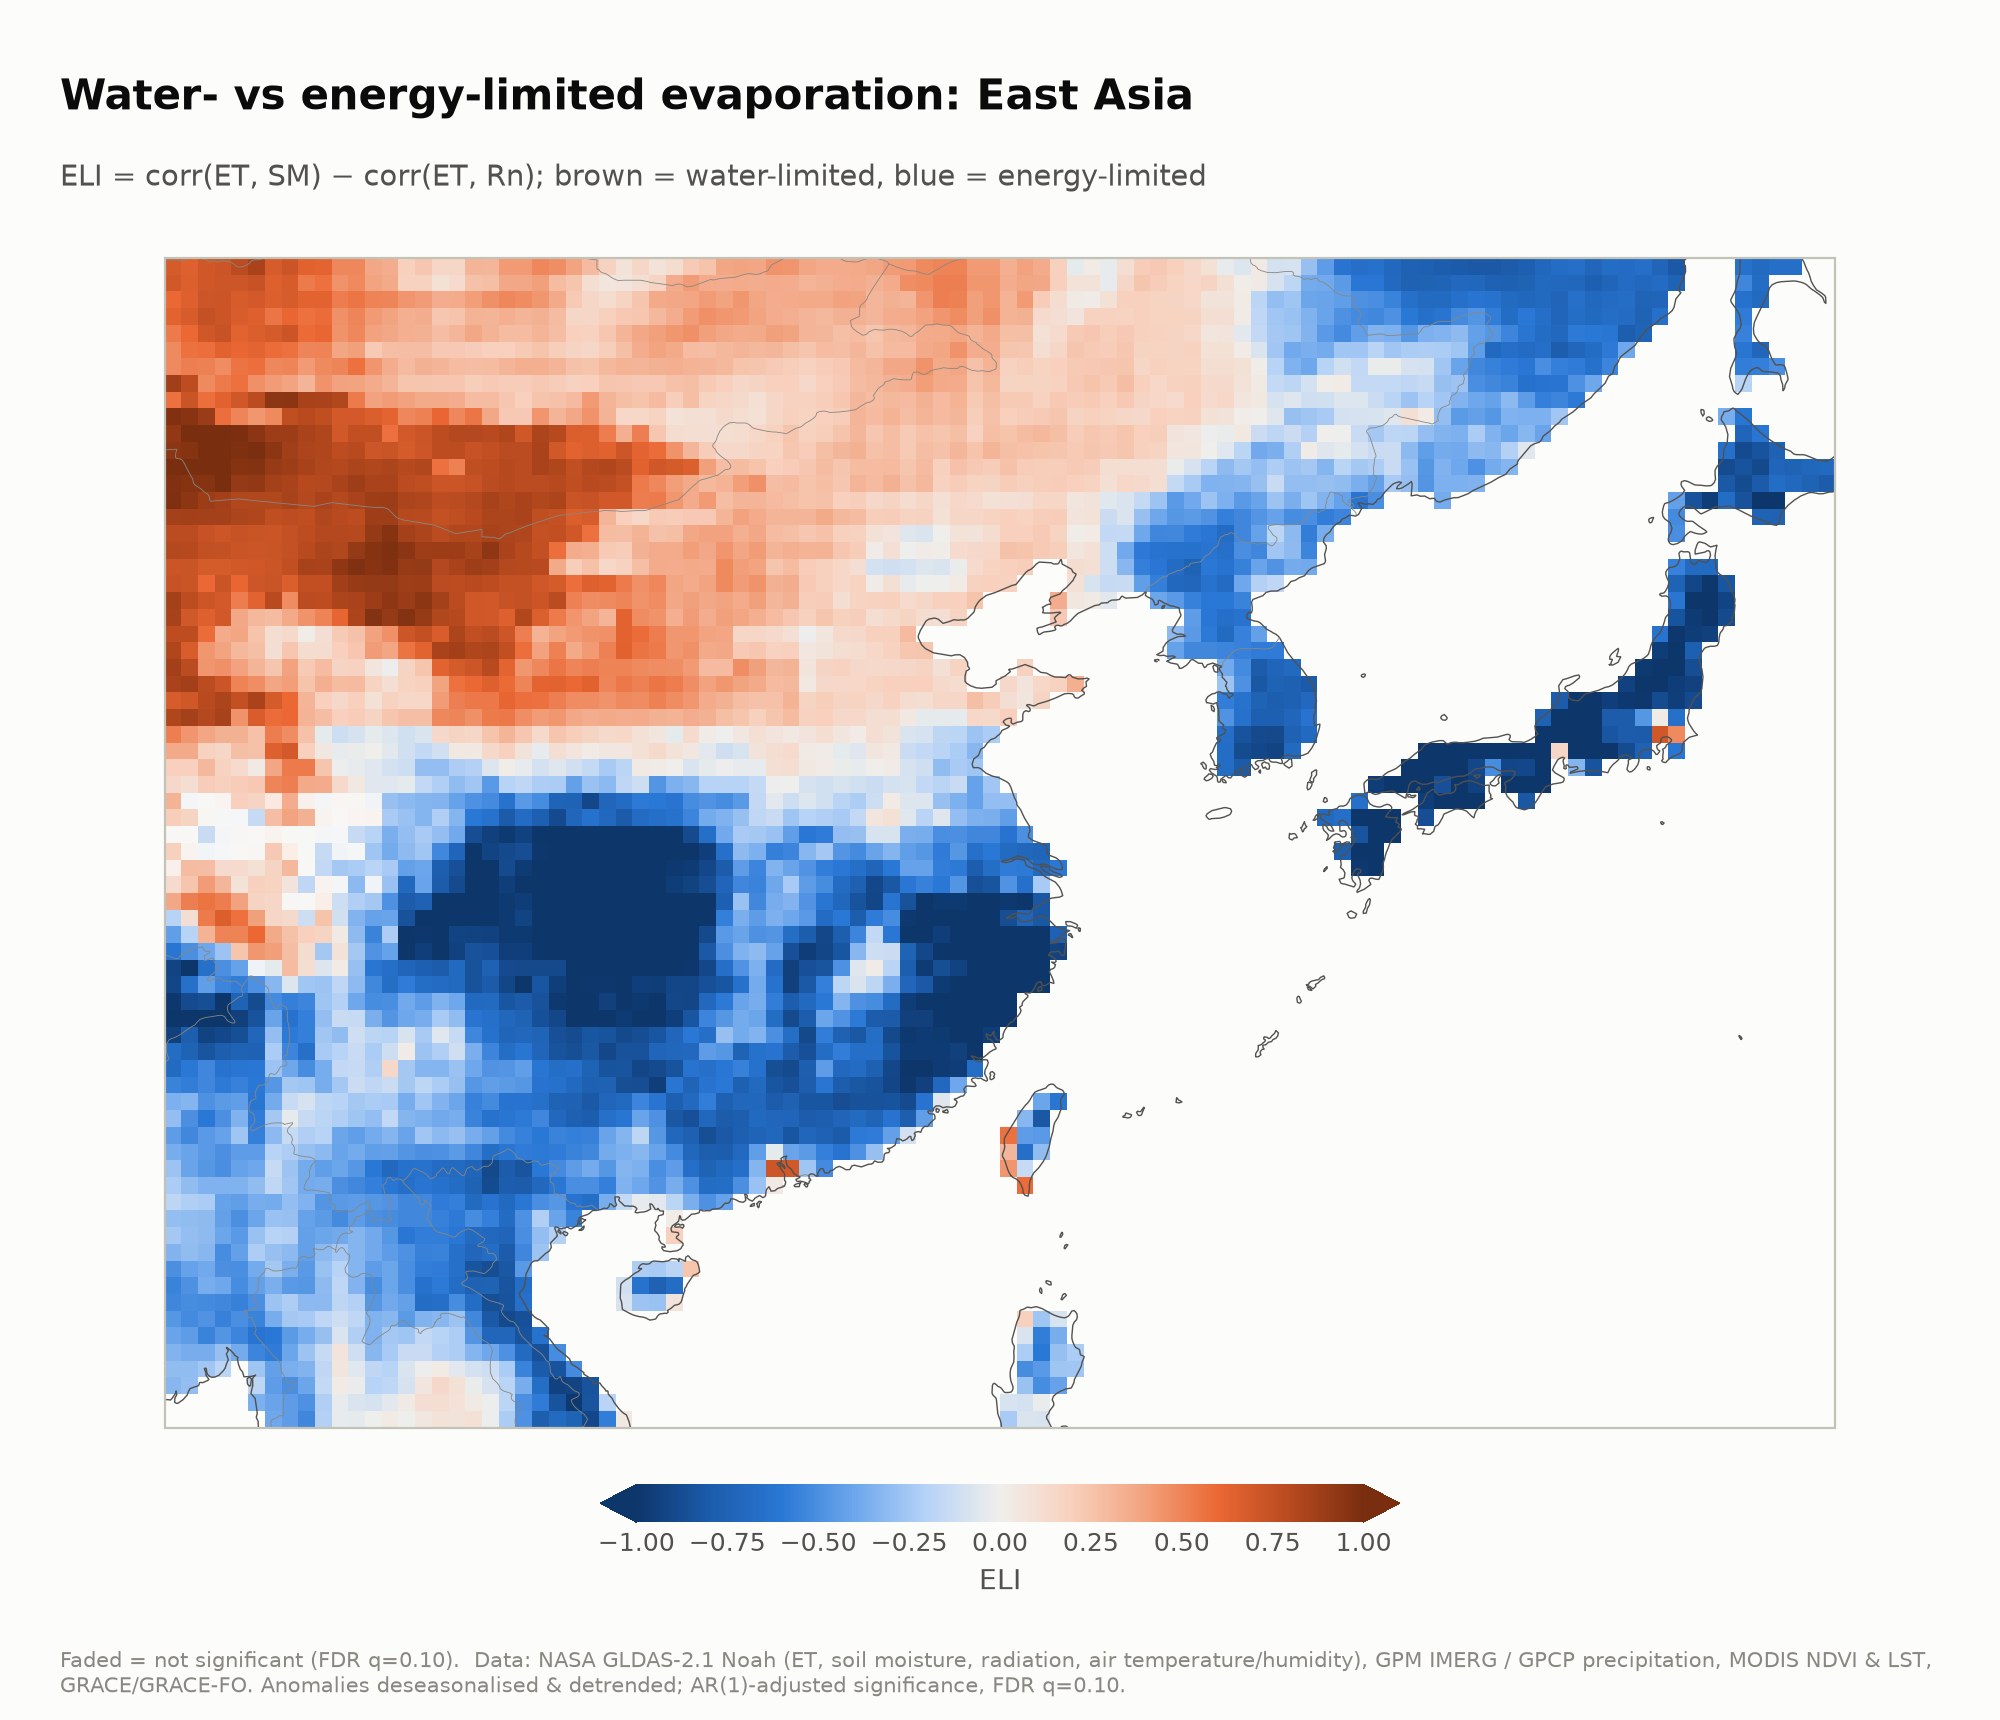 Water- vs energy-limited evaporation: East Asia
ELI = corr(ET, SM) − corr(ET, Rn); brown = water-limited, blue = energy-limited
−1.00 −0.75 −0.50 −0.25 0.00 0.25 0.50 0.75 1.00
ELI
Faded = not significant (FDR q=0.10).  Data: NASA GLDAS-2.1 Noah (ET, soil moisture, radiation, air temperature/humidity), GPM IMERG / GPCP precipitation, MODIS NDVI & LST,
GRACE/GRACE-FO. Anomalies deseasonalised & detrended; AR(1)-adjusted significance, FDR q=0.10.